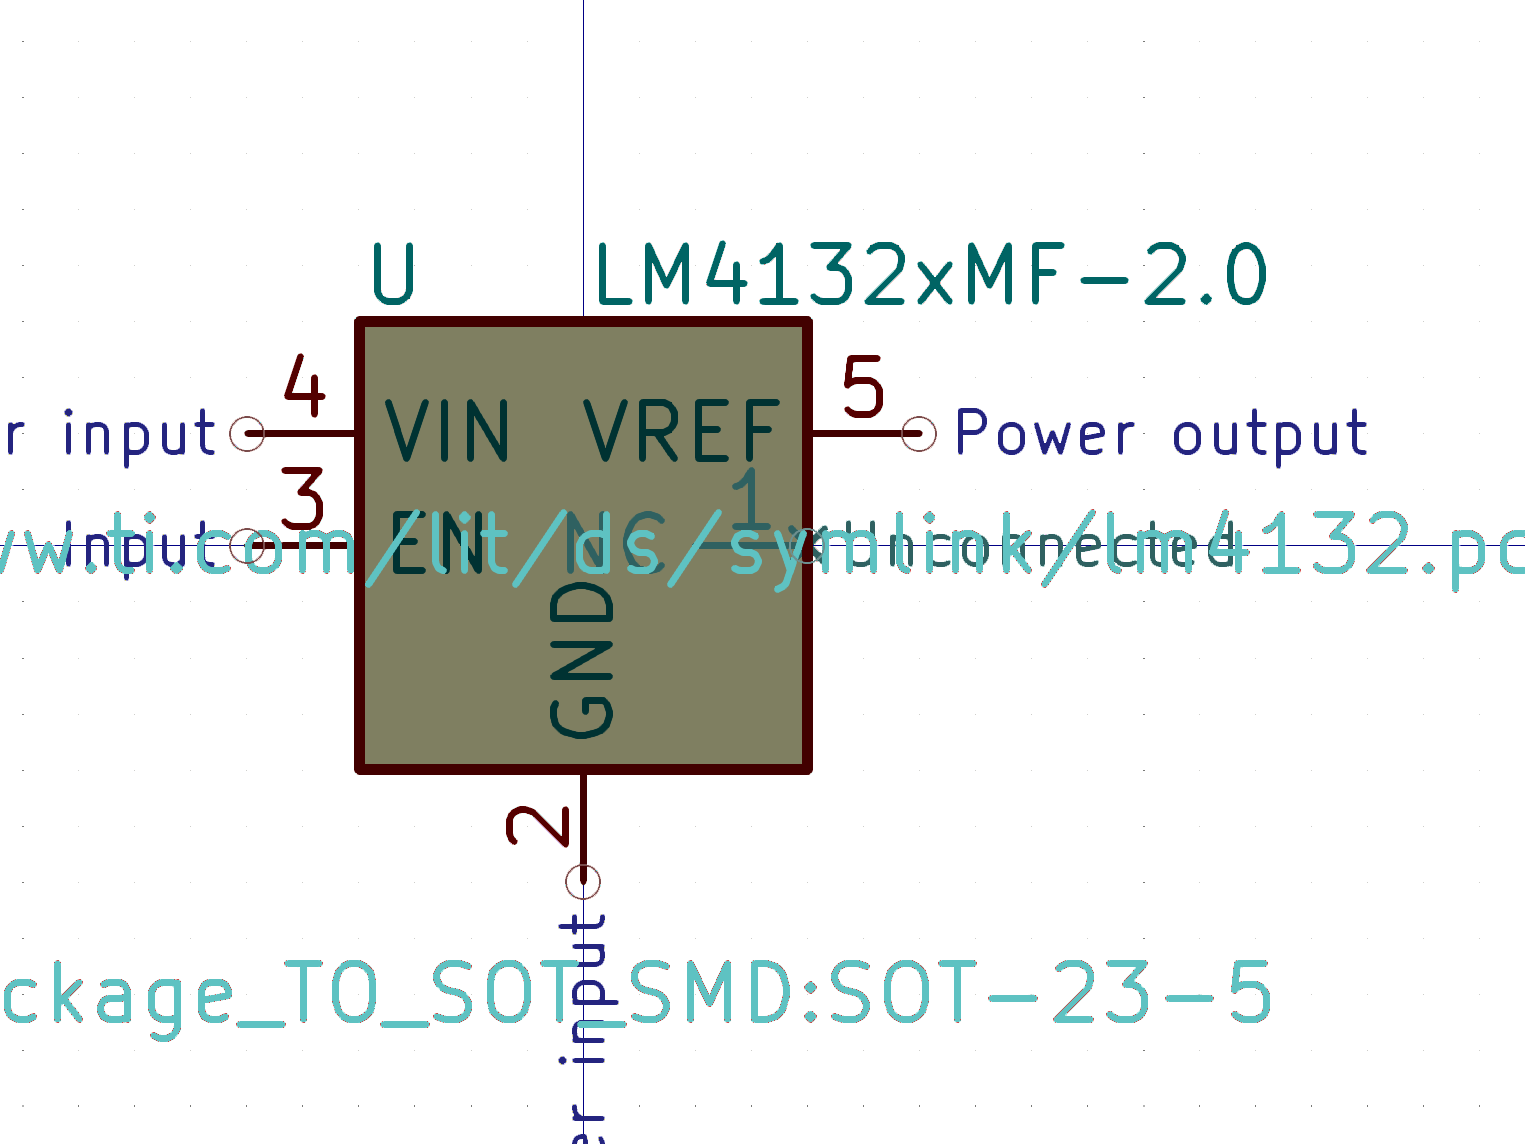 U LM4132xMF-2.0
4 5
r input VIN VREF Power output
3 1
Input EN NC Unconnected
ww.ti.com/lit/ds/symlink/lm4132.pd
GND
2
er input
ckage_TO_SOT_SMD:SOT-23-5